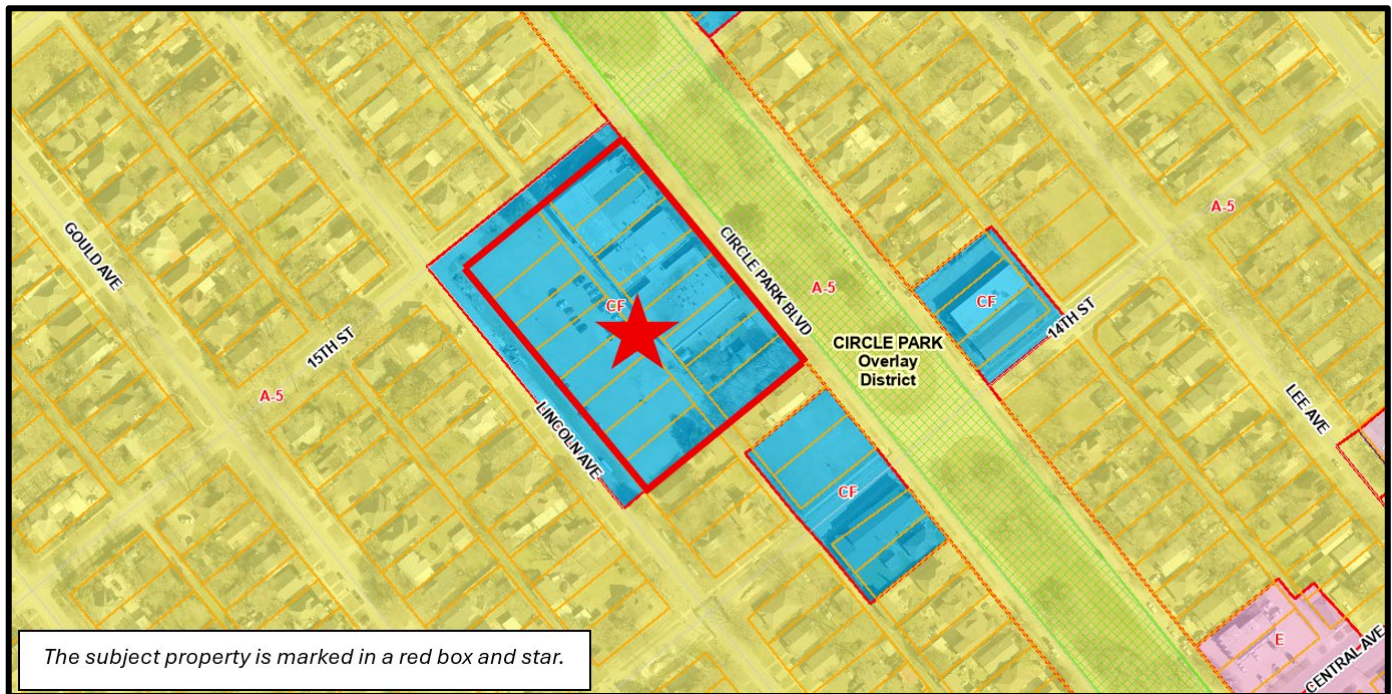 A-5
GOULD AVE
CIRCLE PARK BLVD
A-5
CF
CF
14TH ST
15TH ST
CIRCLE PARK
Overlay
District
A-5
LEE AVE
LINCOLN AVE
CF
E
CENTRAL AVE
The subject property is marked in a red box and star.